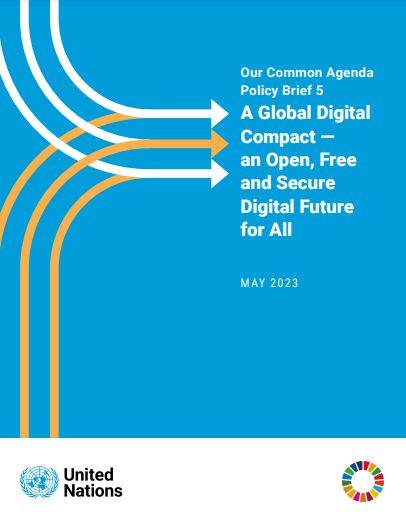 Our Common Agenda
Policy Brief 5
A Global Digital
Compact —
an Open, Free
and Secure
Digital Future
for All
MAY 2023
United
Nations